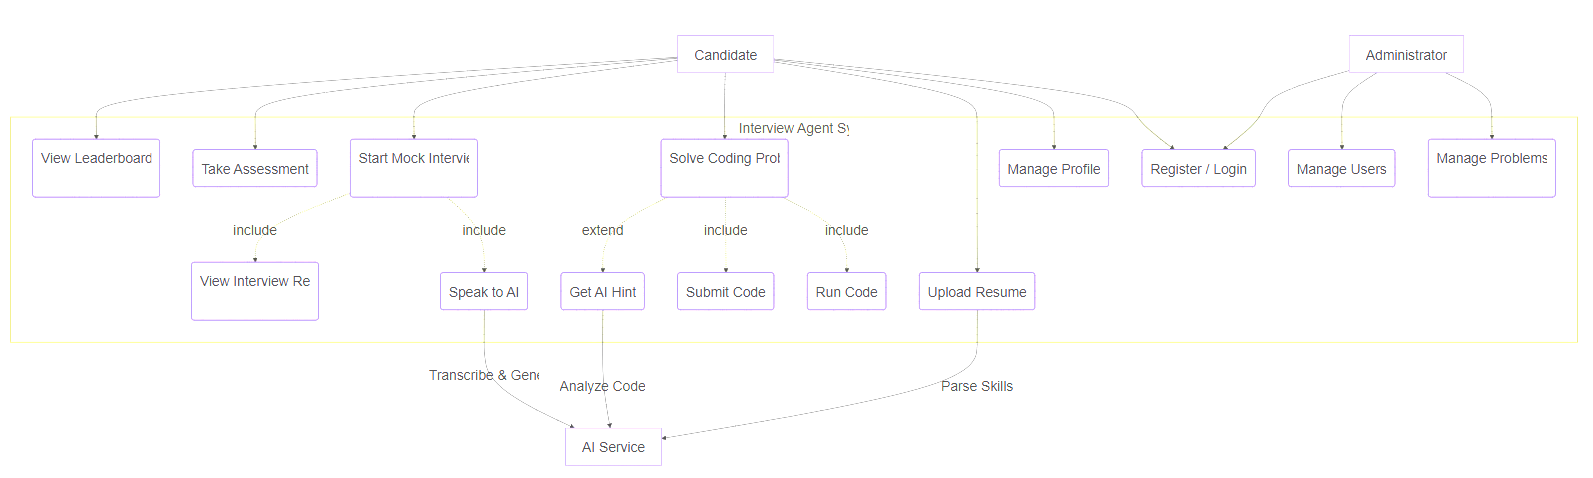 Candidate
Administrator
Interview Agent Sy
View Leaderboard
Take Assessment
Start Mock Intervie
Solve Coding Prob
Manage Profile
Register / Login
Manage Users
Manage Problems
include
include
extend
include
include
View Interview Re
Speak to AI
Get AI Hint
Submit Code
Run Code
Upload Resume
Transcribe & Gene
Analyze Code
Parse Skills
AI Service